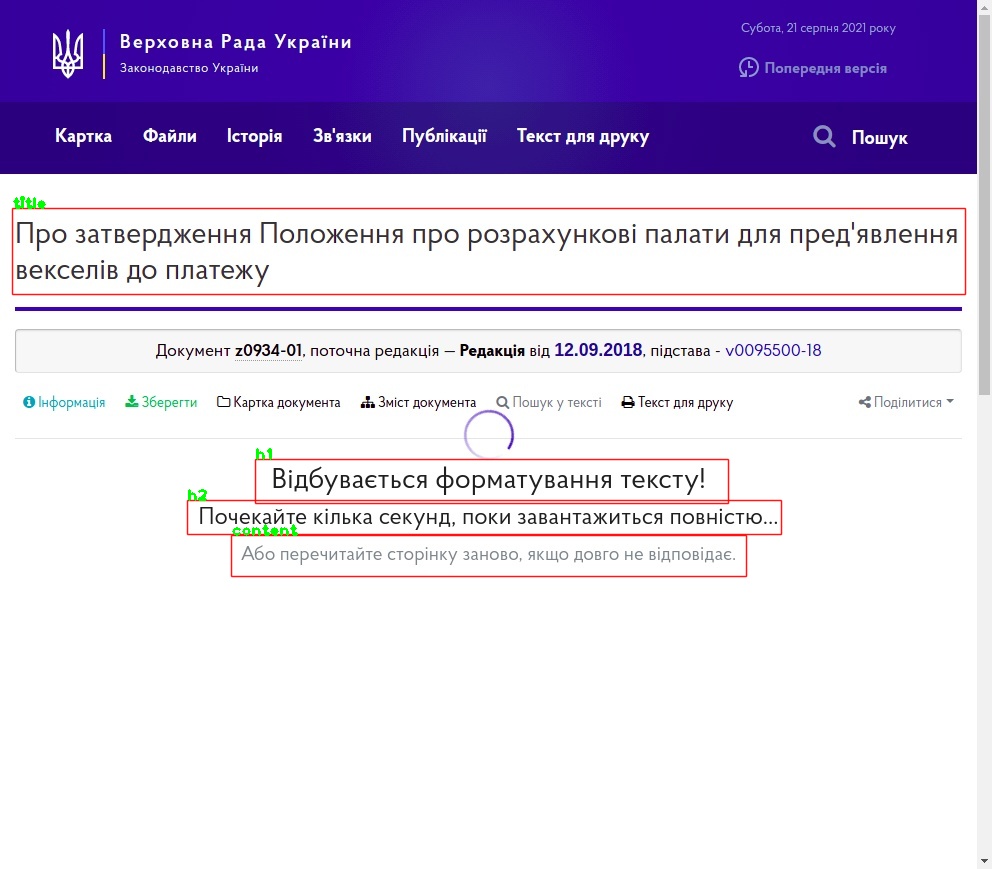 Верховна Рада України
Законодавство України
Субота, 21 серпня 2021 року
Попередня версія
Картка Файли Історія Зв'язки Публікації Текст для друку Пошук
title
Про затвердження Положення про розрахункові палати для пред'явлення
векселів до платежу
Документ z0934-01, поточна редакція — Редакція від 12.09.2018, підстава - v0095500-18
Інформація Зберегти Картка документа Зміст документа Пошук у тексті Текст для друку Поділитися
h1
Відбувається форматування тексту!
h2
Почекайте кілька секунд, поки завантажиться повністю...
content
Або перечитайте сторінку заново, якщо довго не відповідає.